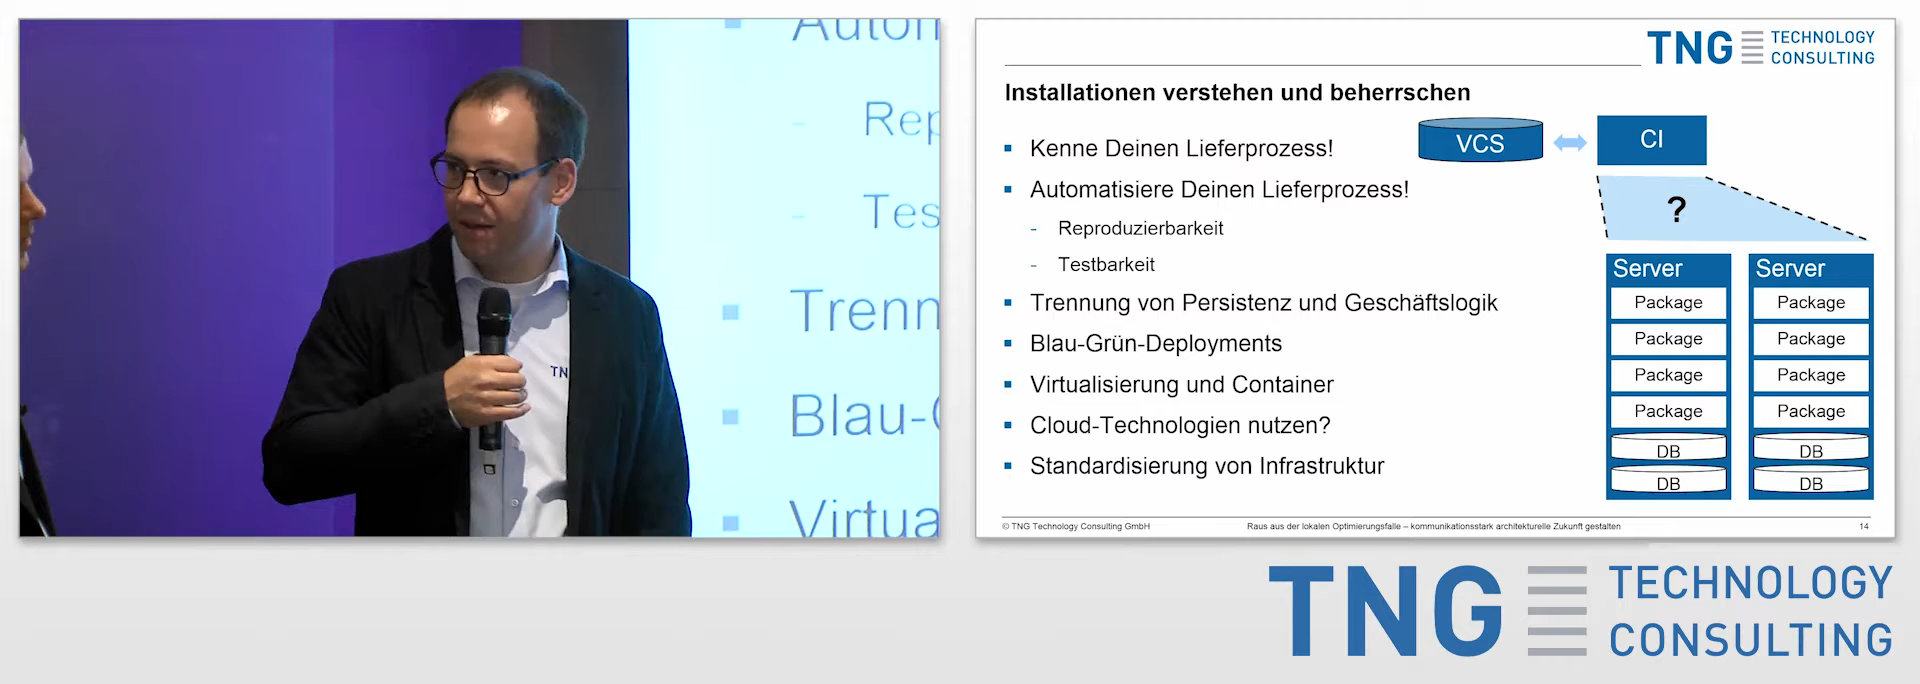 Autom
Rep
Tes
Trenn
Blau-
Virtua
TN
TNG TECHNOLOGY
CONSULTING
Installationen verstehen und beherrschen
Kenne Deinen Lieferprozess!
Automatisiere Deinen Lieferprozess!
- Reproduzierbarkeit
- Testbarkeit
Trennung von Persistenz und Geschäftslogik
Blau-Grün-Deployments
Virtualisierung und Container
Cloud-Technologien nutzen?
Standardisierung von Infrastruktur
VCS
CI
?
Server
Package
Package
Package
Package
DB
DB
Server
Package
Package
Package
Package
DB
DB
© TNG Technology Consulting GmbH
Raus aus der lokalen Optimierungsfalle – kommunikationsstark architekturelle Zukunft gestalten
14
TNG TECHNOLOGY
CONSULTING